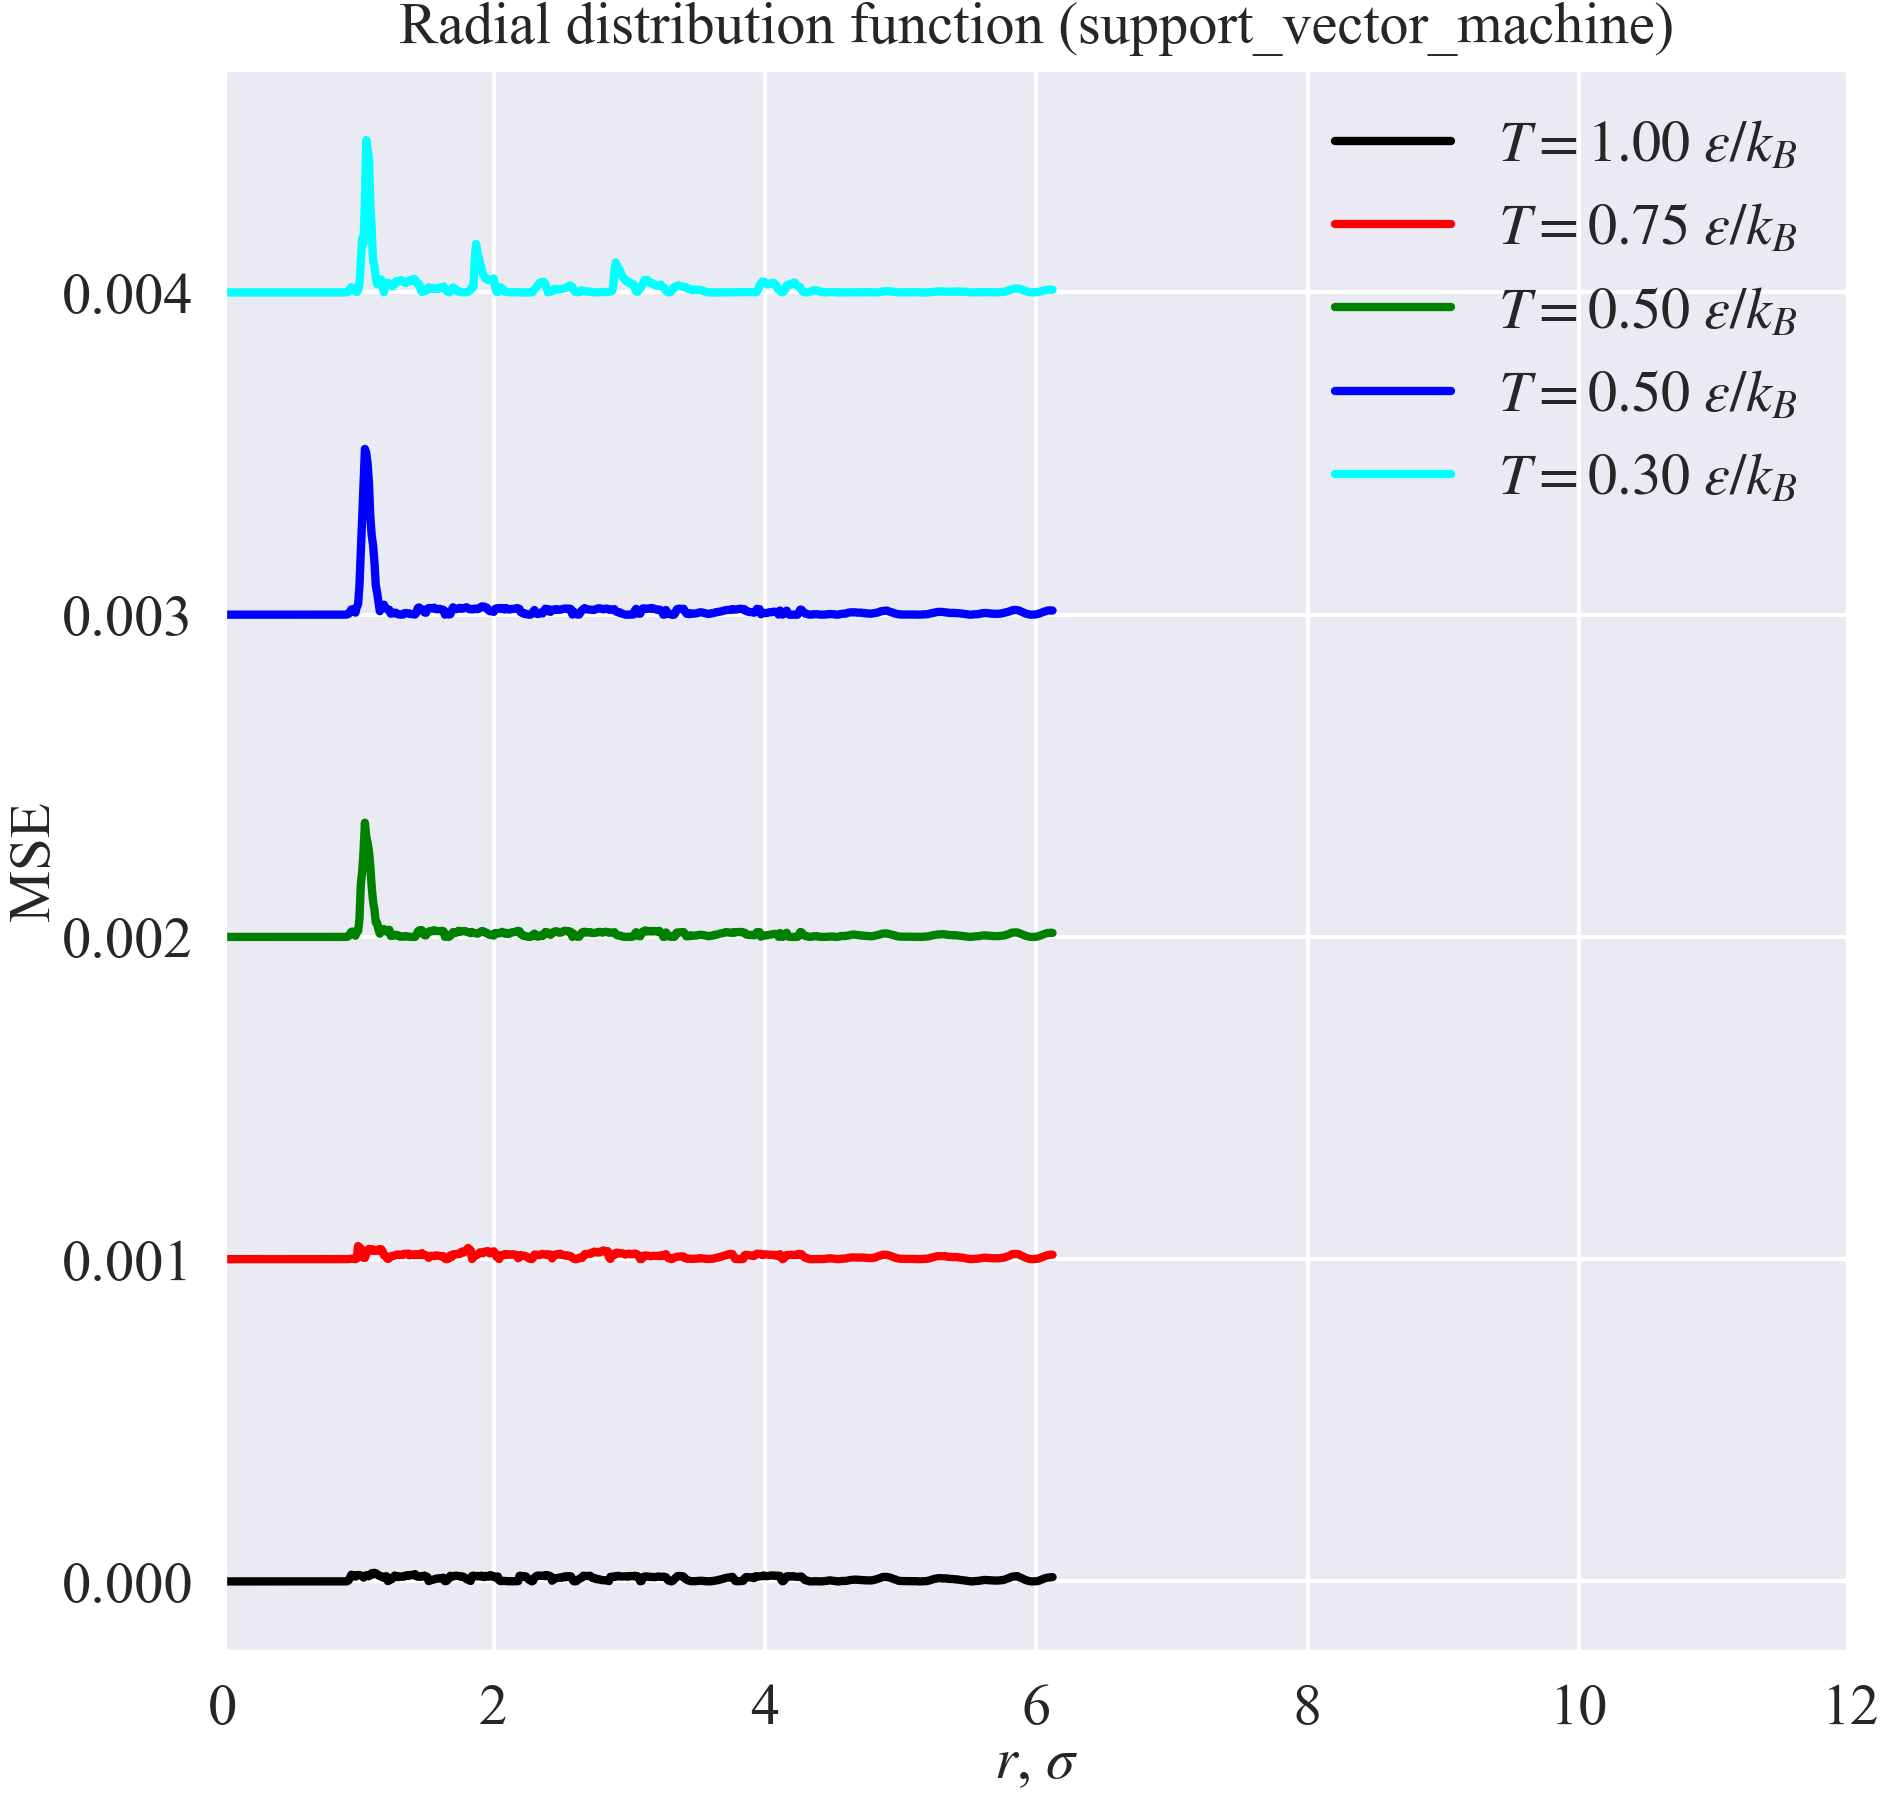 Radial distribution function (support_vector_machine)
T = 1.00 ε/k_B
T = 0.75 ε/k_B
T = 0.50 ε/k_B
T = 0.50 ε/k_B
T = 0.30 ε/k_B
0.004
0.003
0.002
0.001
0.000
MSE
0 2 4 6 8 10 12
r, σ